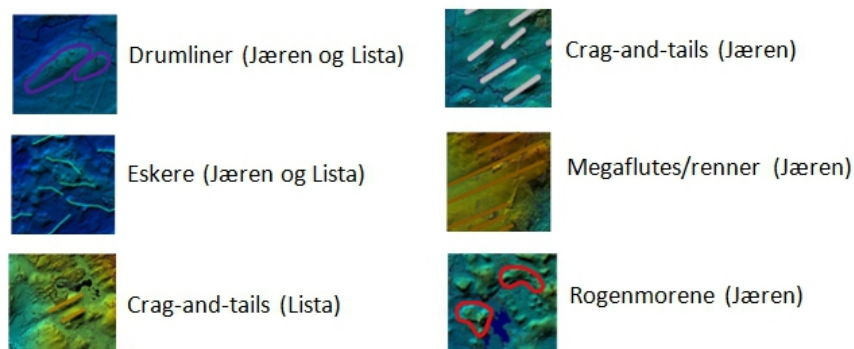 Drumliner (Jæren og Lista)
Eskere (Jæren og Lista)
Crag-and-tails (Lista)
Crag-and-tails (Jæren)
Megaflutes/renner (Jæren)
Rogenmorene (Jæren)